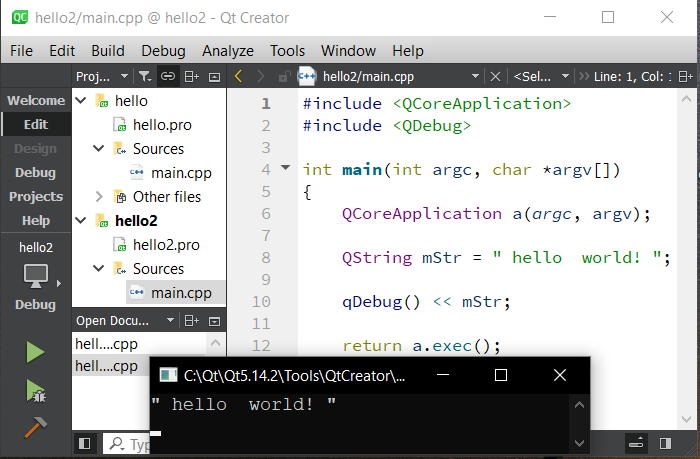 hello2/main.cpp @ hello2 - Qt Creator
File Edit Build Debug Analyze Tools Window Help
Proj...
hello2/main.cpp
<Sel...
Line: 1, Col: 1
Welcome
Edit
Design
Debug
Projects
Help
hello2
Debug
hello
hello.pro
Sources
main.cpp
Other files
hello2
hello2.pro
Sources
main.cpp
Open Docu...
hell....cpp
hell....cpp
1 #include <QCoreApplication>
2 #include <QDebug>
3
4 int main(int argc, char *argv[])
5 {
6 QCoreApplication a(argc, argv);
7
8 QString mStr = " hello  world! ";
9
10 qDebug() << mStr;
11
12 return a.exec();
C:\Qt\Qt5.14.2\Tools\QtCreator\...
" hello  world! "